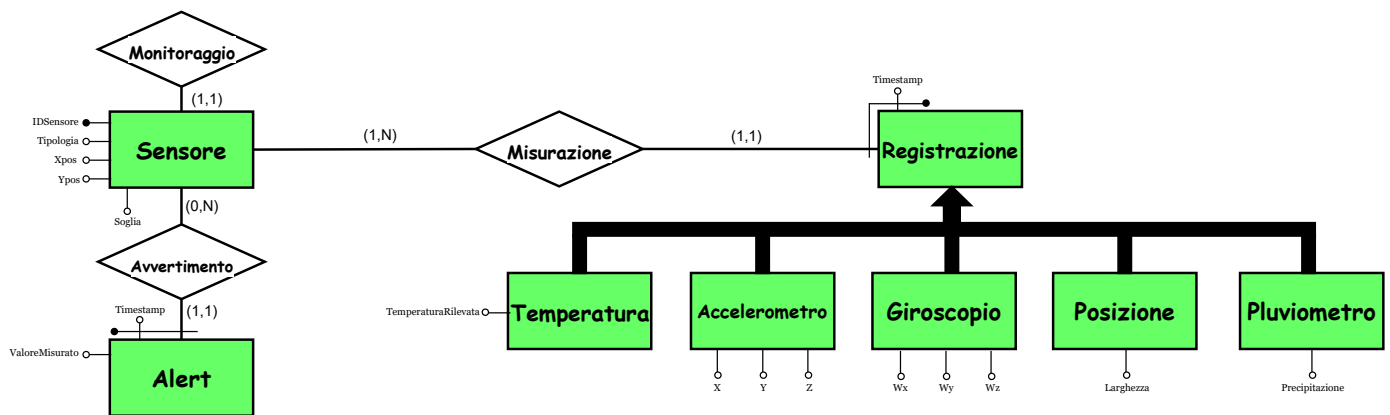 Monitoraggio
(1,1)
Timestamp
IDSensore
Tipologia
Xpos
Ypos
Sensore
(1,N)
Misurazione
(1,1)
Registrazione
Soglia
(0,N)
Avvertimento
Timestamp
(1,1)
ValoreMisurato
Alert
TemperaturaRilevata
Temperatura
Accelerometro
Giroscopio
Posizione
Pluviometro
X
Y
Z
Wx
Wy
Wz
Larghezza
Precipitazione